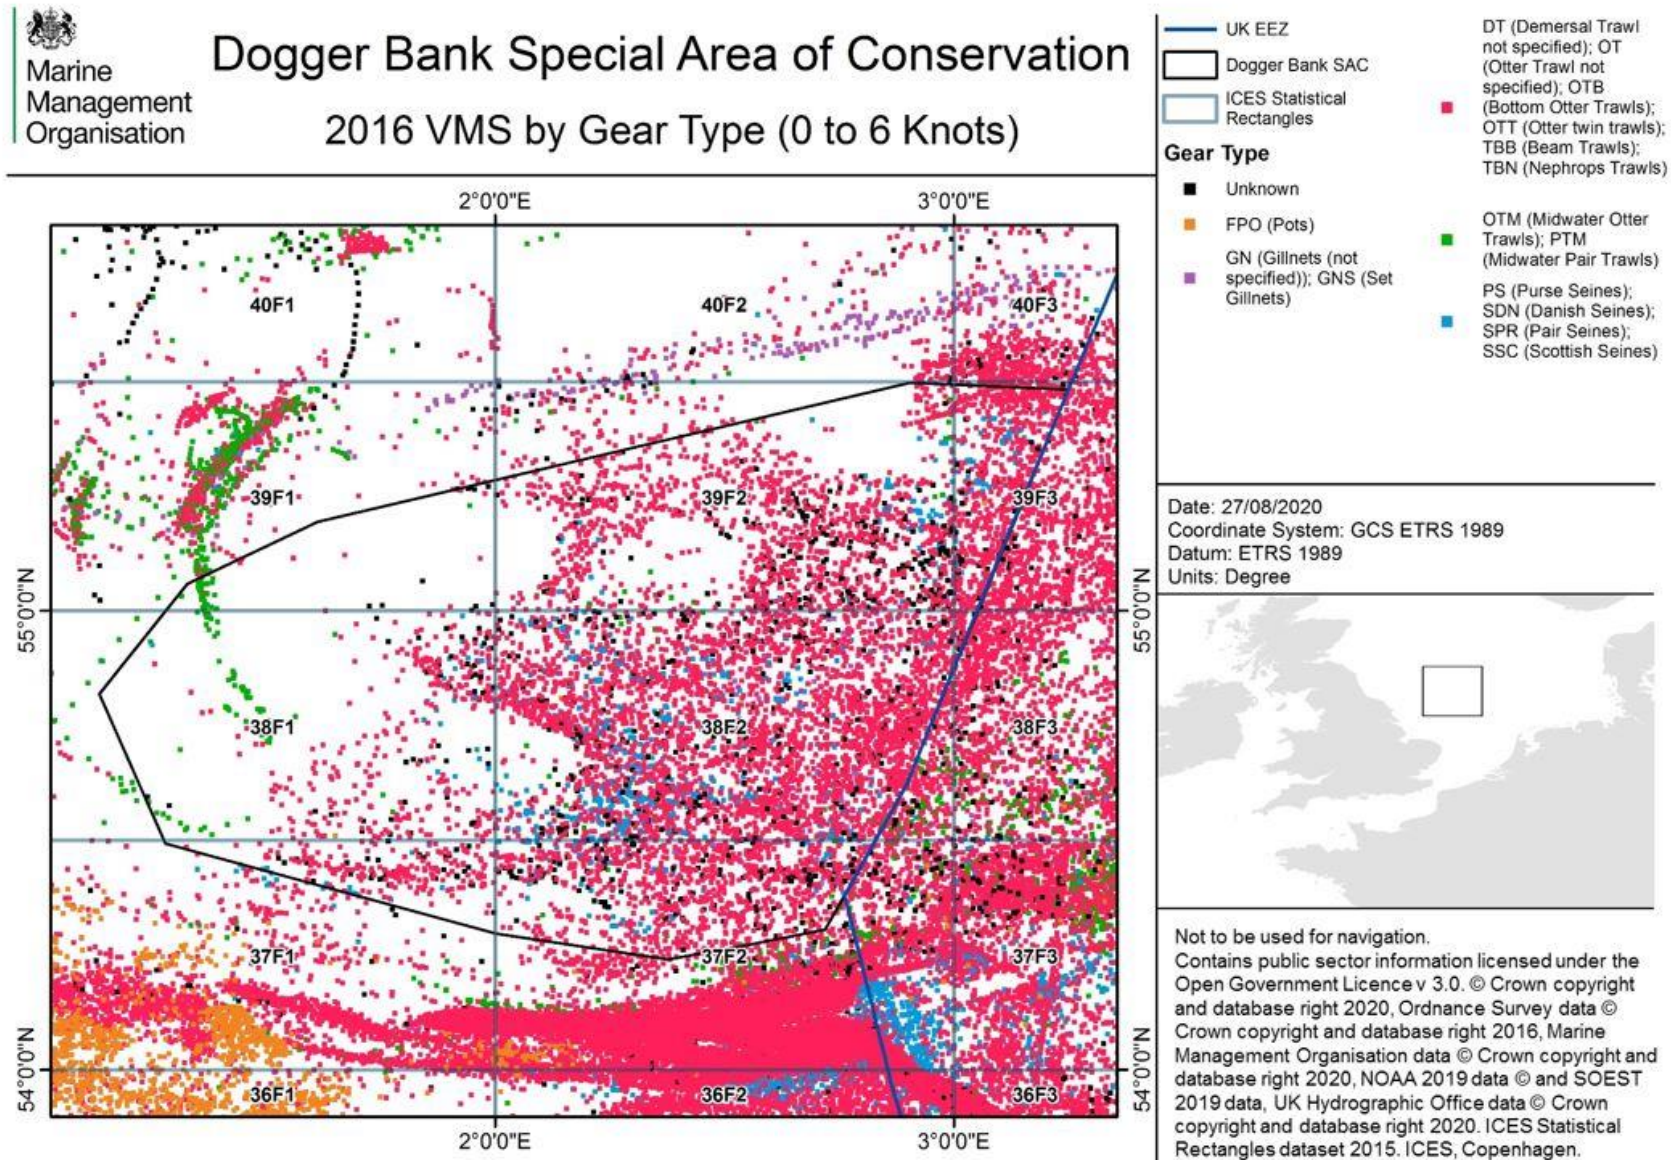 Marine
Management
Organisation
Dogger Bank Special Area of Conservation
2016 VMS by Gear Type (0 to 6 Knots)
UK EEZ
Dogger Bank SAC
ICES Statistical
Rectangles
Gear Type
Unknown
FPO (Pots)
GN (Gillnets (not
specified)); GNS (Set
Gillnets)
DT (Demersal Trawl
not specified); OT
(Otter Trawl not
specified); OTB
(Bottom Otter Trawls);
OTT (Otter twin trawls);
TBB (Beam Trawls);
TBN (Nephrops Trawls)
OTM (Midwater Otter
Trawls); PTM
(Midwater Pair Trawls)
PS (Purse Seines);
SDN (Danish Seines);
SPR (Pair Seines);
SSC (Scottish Seines)
2°0'0"E
3°0'0"E
40F1
40F2
40F3
39F1
39F2
39F3
55°0'0"N
55°0'0"N
38F1
38F2
38F3
37F1
37F2
37F3
54°0'0"N
54°0'0"N
36F1
36F2
36F3
2°0'0"E
3°0'0"E
Date: 27/08/2020
Coordinate System: GCS ETRS 1989
Datum: ETRS 1989
Units: Degree
Not to be used for navigation.
Contains public sector information licensed under the
Open Government Licence v 3.0. © Crown copyright
and database right 2020, Ordnance Survey data ©
Crown copyright and database right 2016, Marine
Management Organisation data © Crown copyright and
database right 2020, NOAA 2019 data © and SOEST
2019 data, UK Hydrographic Office data © Crown
copyright and database right 2020. ICES Statistical
Rectangles dataset 2015. ICES, Copenhagen.